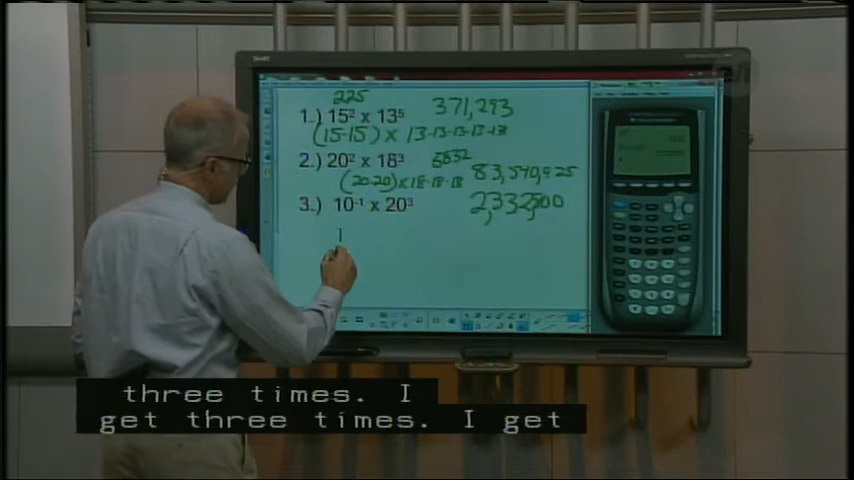 SMART
225
1.) 15² x 13⁵ 371,293
(15·15) × 13·13·13·13·13
2.) 20² x 18³ 5832 83,540,925
(20·20) × 18·18·18
3.) 10⁻¹ x 20³ 2,332,800
1
three times. I
get three times. I get